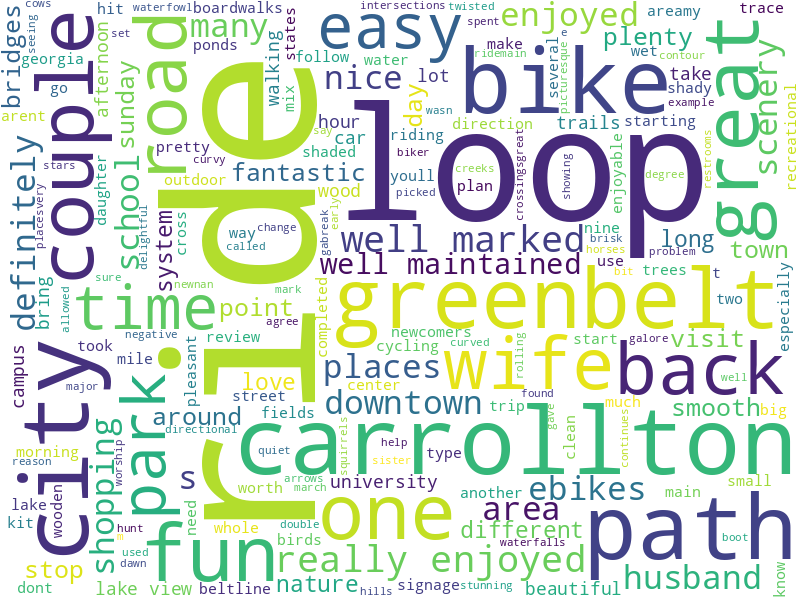 cows
waterfowl
boardwalks
intersections
twisted
trace
bridges
seeing
set
many
hit
easy
spent
enjoyed
areamy
georgia
ponds
states
make
e
plenty
contour
couple
afternoon
road
walking
follow
water
bike
several
picturesque
wet
go
sunday
mix
nice
lot
ridemain
take
great
scenery
arent
day
wasn
trails
shady
example
recreational
wooden
definitely
school
pretty
hour
car
riding
direction
starting
stars
daughter
curvy
shaded
say
loop
enjoyable
restrooms
placesvery
delightful
outdoor
fantastic
biker
youll
creeks
crossingsgreat
showing
degree
system
wood
picked
plan
bring
cross
way
change
early
gabreak
well marked
nine
brisk
long
called
horses
problem
town
allowed
sure
newnan
ride
well maintained
use
bit
trees
t
two
especially
time
mark
point
completed
greenbelt
negative
agree
newcomers
rolling
start
galore
visit
campus
took
mile
review
cycling
curved
pleasant
street
love
center
places
wife
back
well
major
city
park
found
trip
much
big
morning
around
fields
downtown
smooth
directional
gave
clean
continues
reason
worship
quiet
squirrels
help
type
carrollton
sister
lake
shopping
s
worth
arrows
university
another
ebikes
main
small
kit
hunt
m
need
whole
double
march
one
area
different
path
boot
used
dawn
fun
birds
really enjoyed
waterfalls
stop
dont
lake view
beltline
nature
hills
signage
stunning
beautiful
husband
know